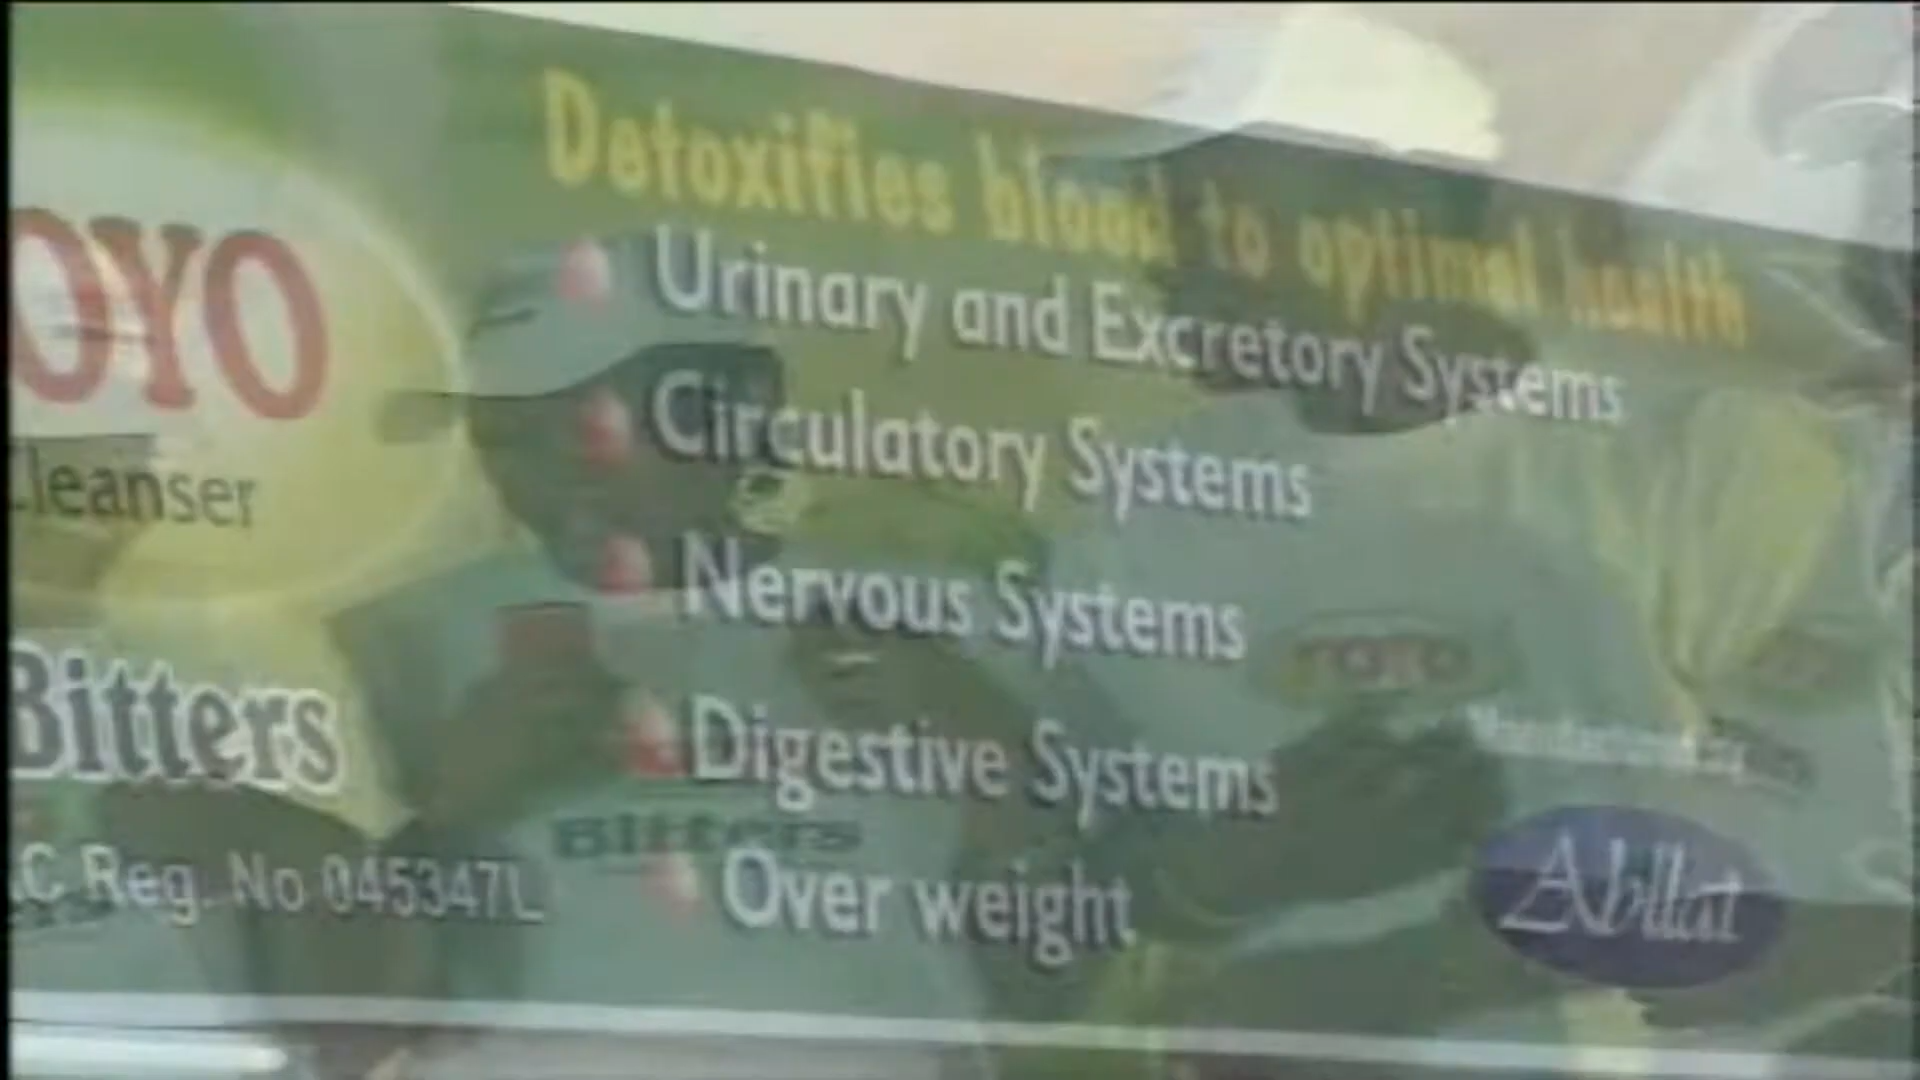 Detoxifies blood to optimal health
OYO
Urinary and Excretory Systems
Cleanser
Circulatory Systems
Nervous Systems
YOYO
Bitters
Digestive Systems
Bitters
.C Reg. No 045347L
Over weight
Abllat